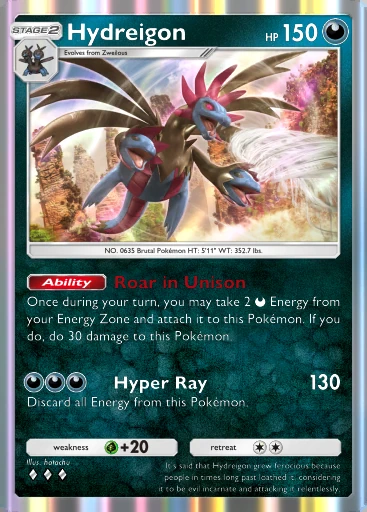 STAGE2 Hydreigon HP 150
Evolves from Zweilous
NO. 0635 Brutal Pokémon HT: 5'11" WT: 352.7 lbs.
Ability Roar in Unison
Once during your turn, you may take 2 Energy from
your Energy Zone and attach it to this Pokémon. If you
do, do 30 damage to this Pokémon.
Hyper Ray 130
Discard all Energy from this Pokémon.
weakness +20 retreat
Illus. hatachu
It is said that Hydreigon grew ferocious because
people in times long past loathed it, considering
it to be evil incarnate and attacking it relentlessly.